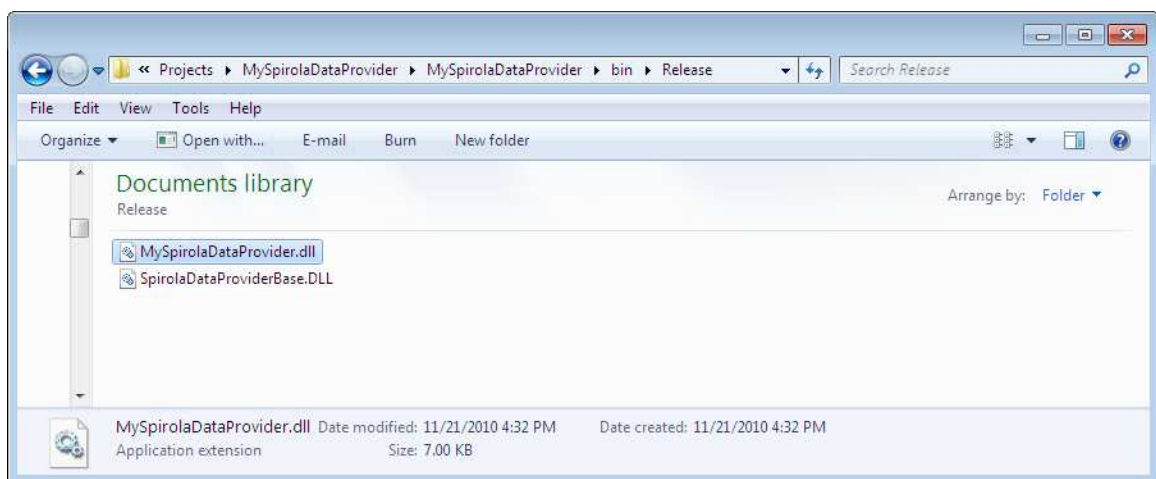 « Projects MySpirolaDataProvider MySpirolaDataProvider bin Release Search Release
File Edit View Tools Help
Organize Open with... E-mail Burn New folder
Documents library
Release
Arrange by: Folder
MySpirolaDataProvider.dll
SpirolaDataProviderBase.DLL
MySpirolaDataProvider.dll Date modified: 11/21/2010 4:32 PM Date created: 11/21/2010 4:32 PM
Application extension Size: 7.00 KB